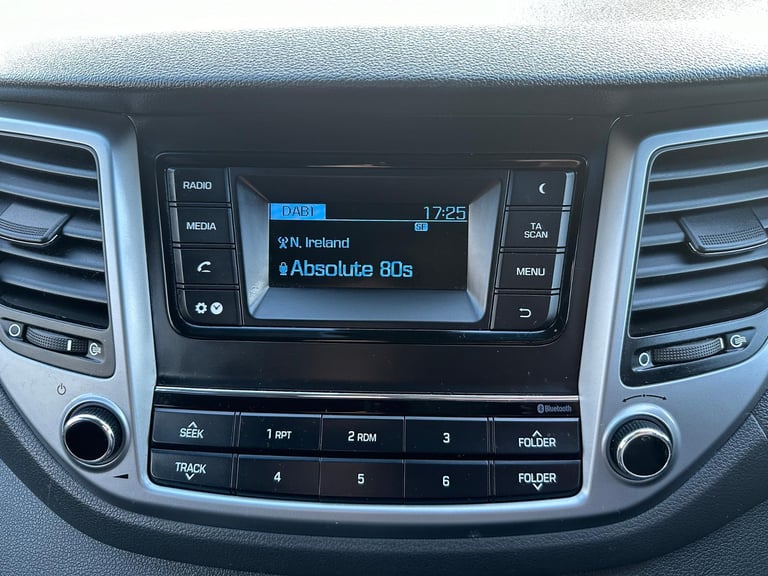 RADIO
MEDIA
DAB1 17:25
N. Ireland
Absolute 80s
TA
SCAN
MENU
Bluetooth
SEEK
1 RPT
2 RDM
3
FOLDER
TRACK
4
5
6
FOLDER